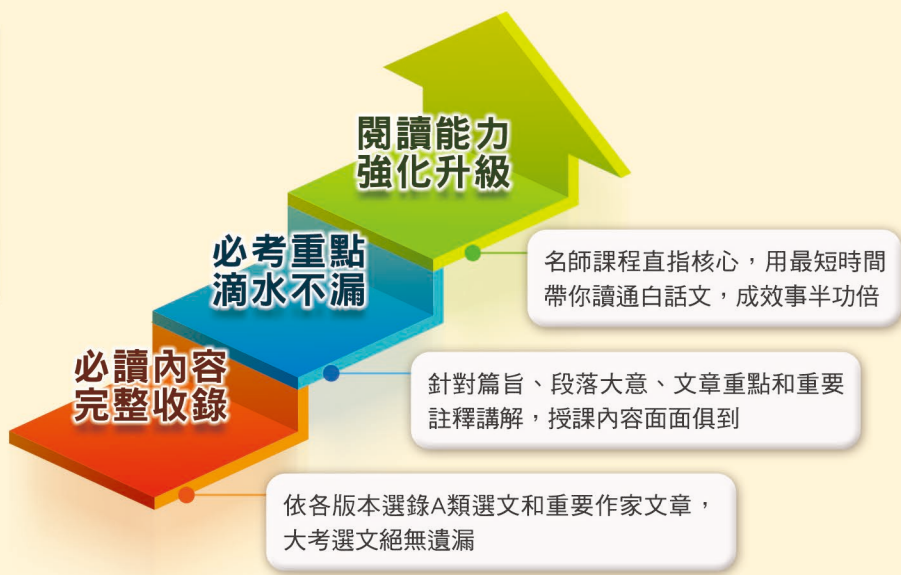 閱讀能力
強化升級
名師課程直指核心，用最短時間
帶你讀通白話文，成效事半功倍
必考重點
滴水不漏
針對篇旨、段落大意、文章重點和重要
註釋講解，授課內容面面俱到
必讀內容
完整收錄
依各版本選錄A類選文和重要作家文章，
大考選文絕無遺漏